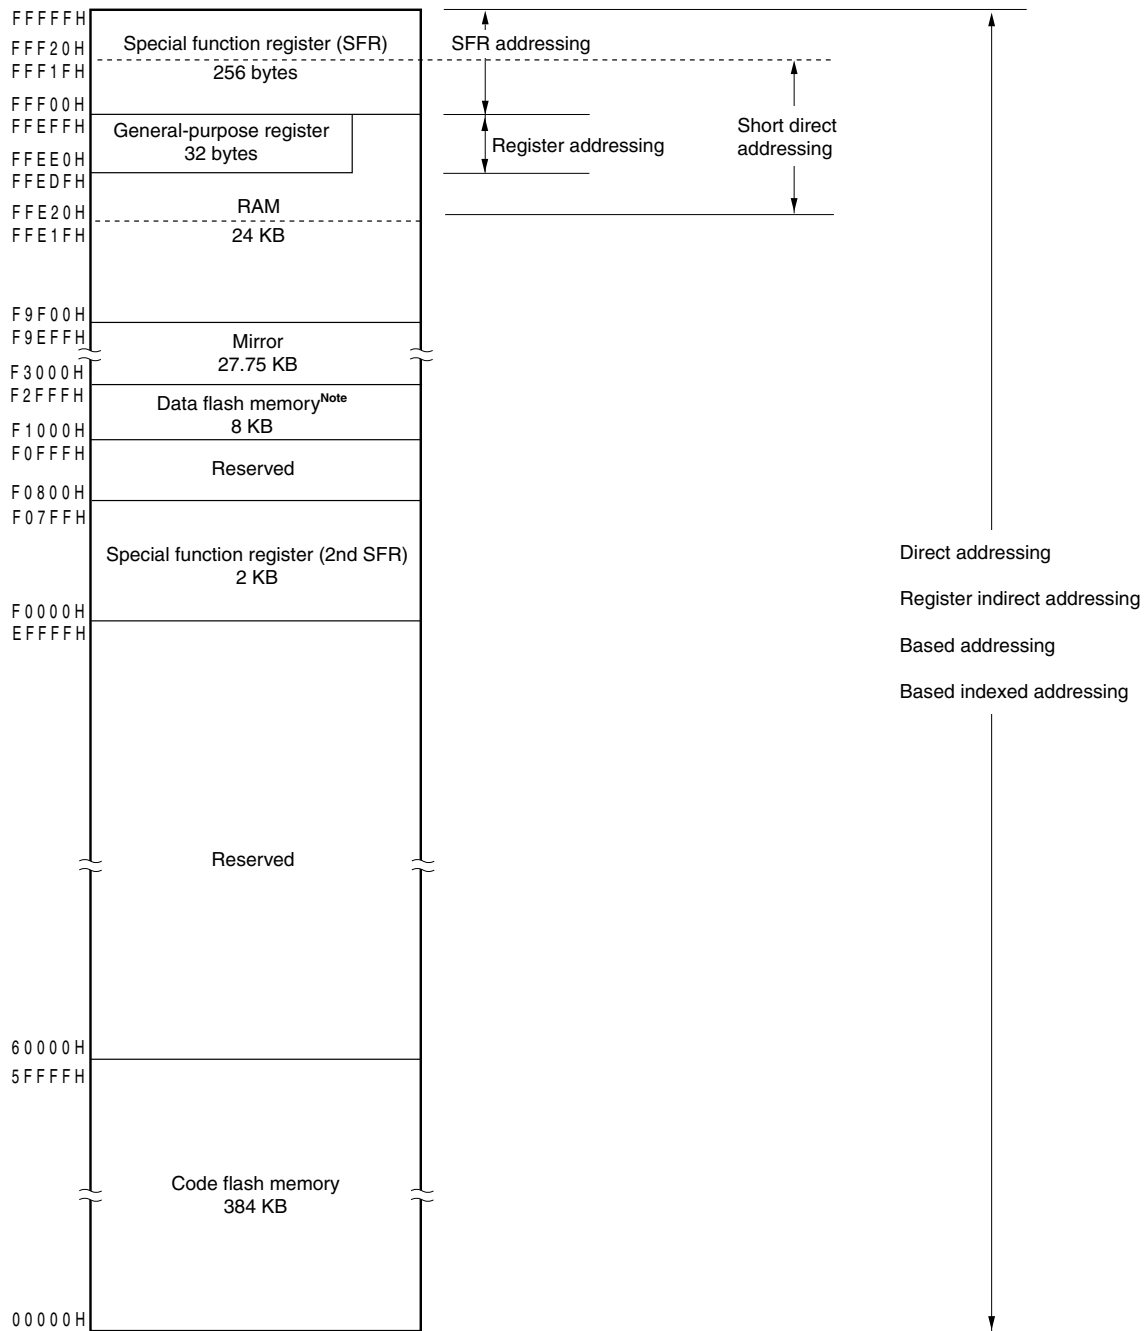 FFFFFH
Special function register (SFR)
SFR addressing
FFF20H
FFF1FH
256 bytes
FFF00H
FFEFFH
General-purpose register
32 bytes
Register addressing
Short direct
addressing
FFEE0H
FFEDFH
FFE20H
RAM
FFE1FH
24 KB
F9F00H
F9EFFH
Mirror
27.75 KB
F3000H
F2FFFH
Data flash memoryNote
8 KB
F1000H
F0FFFH
Reserved
F0800H
F07FFH
Special function register (2nd SFR)
2 KB
Direct addressing
Register indirect addressing
Based addressing
Based indexed addressing
F0000H
EFFFFH
Reserved
60000H
5FFFFH
Code flash memory
384 KB
00000H